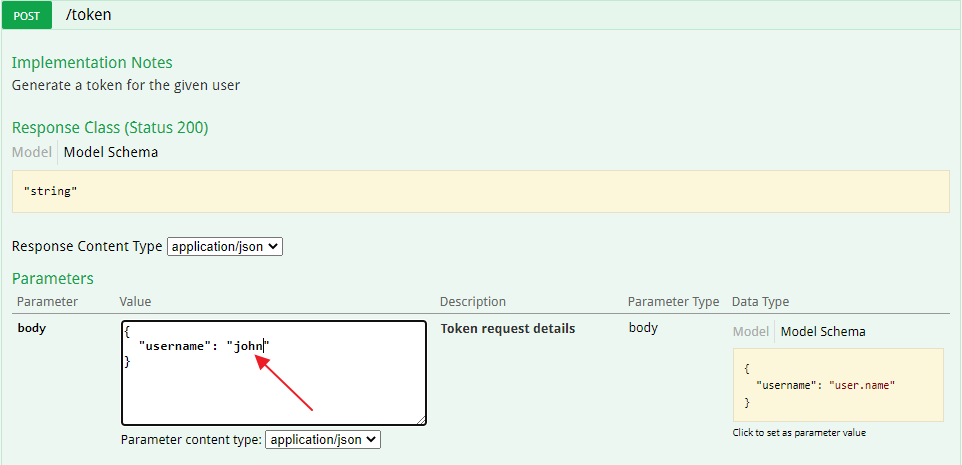 POST /token
Implementation Notes
Generate a token for the given user
Response Class (Status 200)
Model Model Schema
"string"
Response Content Type application/json
Parameters
Parameter Value Description Parameter Type Data Type
body { "username": "john" } Token request details body Model Model Schema
{
"username": "user.name"
}
Parameter content type: application/json
Click to set as parameter value